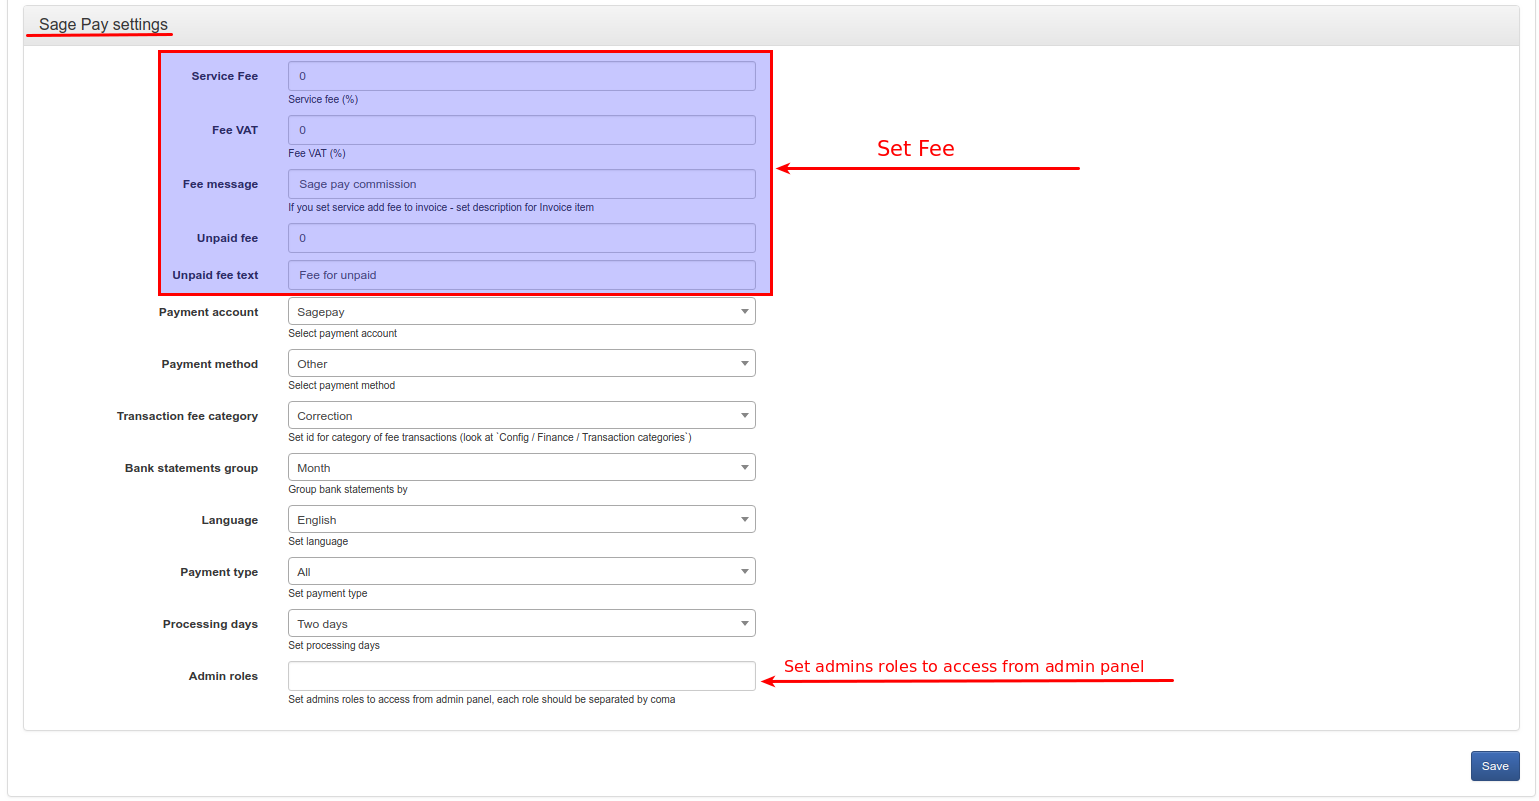 Sage Pay settings
Service Fee 0
Service fee (%)
Fee VAT 0
Fee VAT (%)
Set Fee
Fee message Sage pay commission
If you set service add fee to invoice - set description for Invoice item
Unpaid fee 0
Unpaid fee text Fee for unpaid
Payment account Sagepay
Select payment account
Payment method Other
Select payment method
Transaction fee category Correction
Set id for category of fee transactions (look at `Config / Finance / Transaction categories`)
Bank statements group Month
Group bank statements by
Language English
Set language
Payment type All
Set payment type
Processing days Two days
Set processing days
Set admins roles to access from admin panel
Admin roles
Set admins roles to access from admin panel, each role should be separated by coma
Save